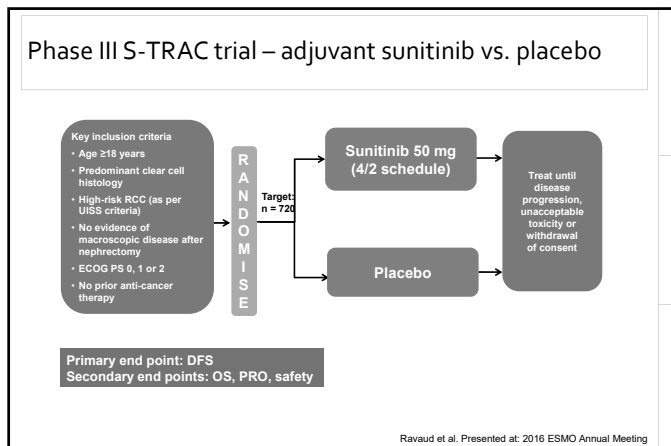 Phase III S-TRAC trial – adjuvant sunitinib vs. placebo
Key inclusion criteria
• Age ≥18 years
• Predominant clear cell
histology
• High-risk RCC (as per
UISS criteria)
• No evidence of
macroscopic disease after
nephrectomy
• ECOG PS 0, 1 or 2
• No prior anti-cancer
therapy
R
A
N
D
O
M
I
S
E
Target:
n = 720
Sunitinib 50 mg
(4/2 schedule)
Placebo
Treat until
disease
progression,
unacceptable
toxicity or
withdrawal
of consent
Primary end point: DFS
Secondary end points: OS, PRO, safety
Ravaud et al. Presented at: 2016 ESMO Annual Meeting